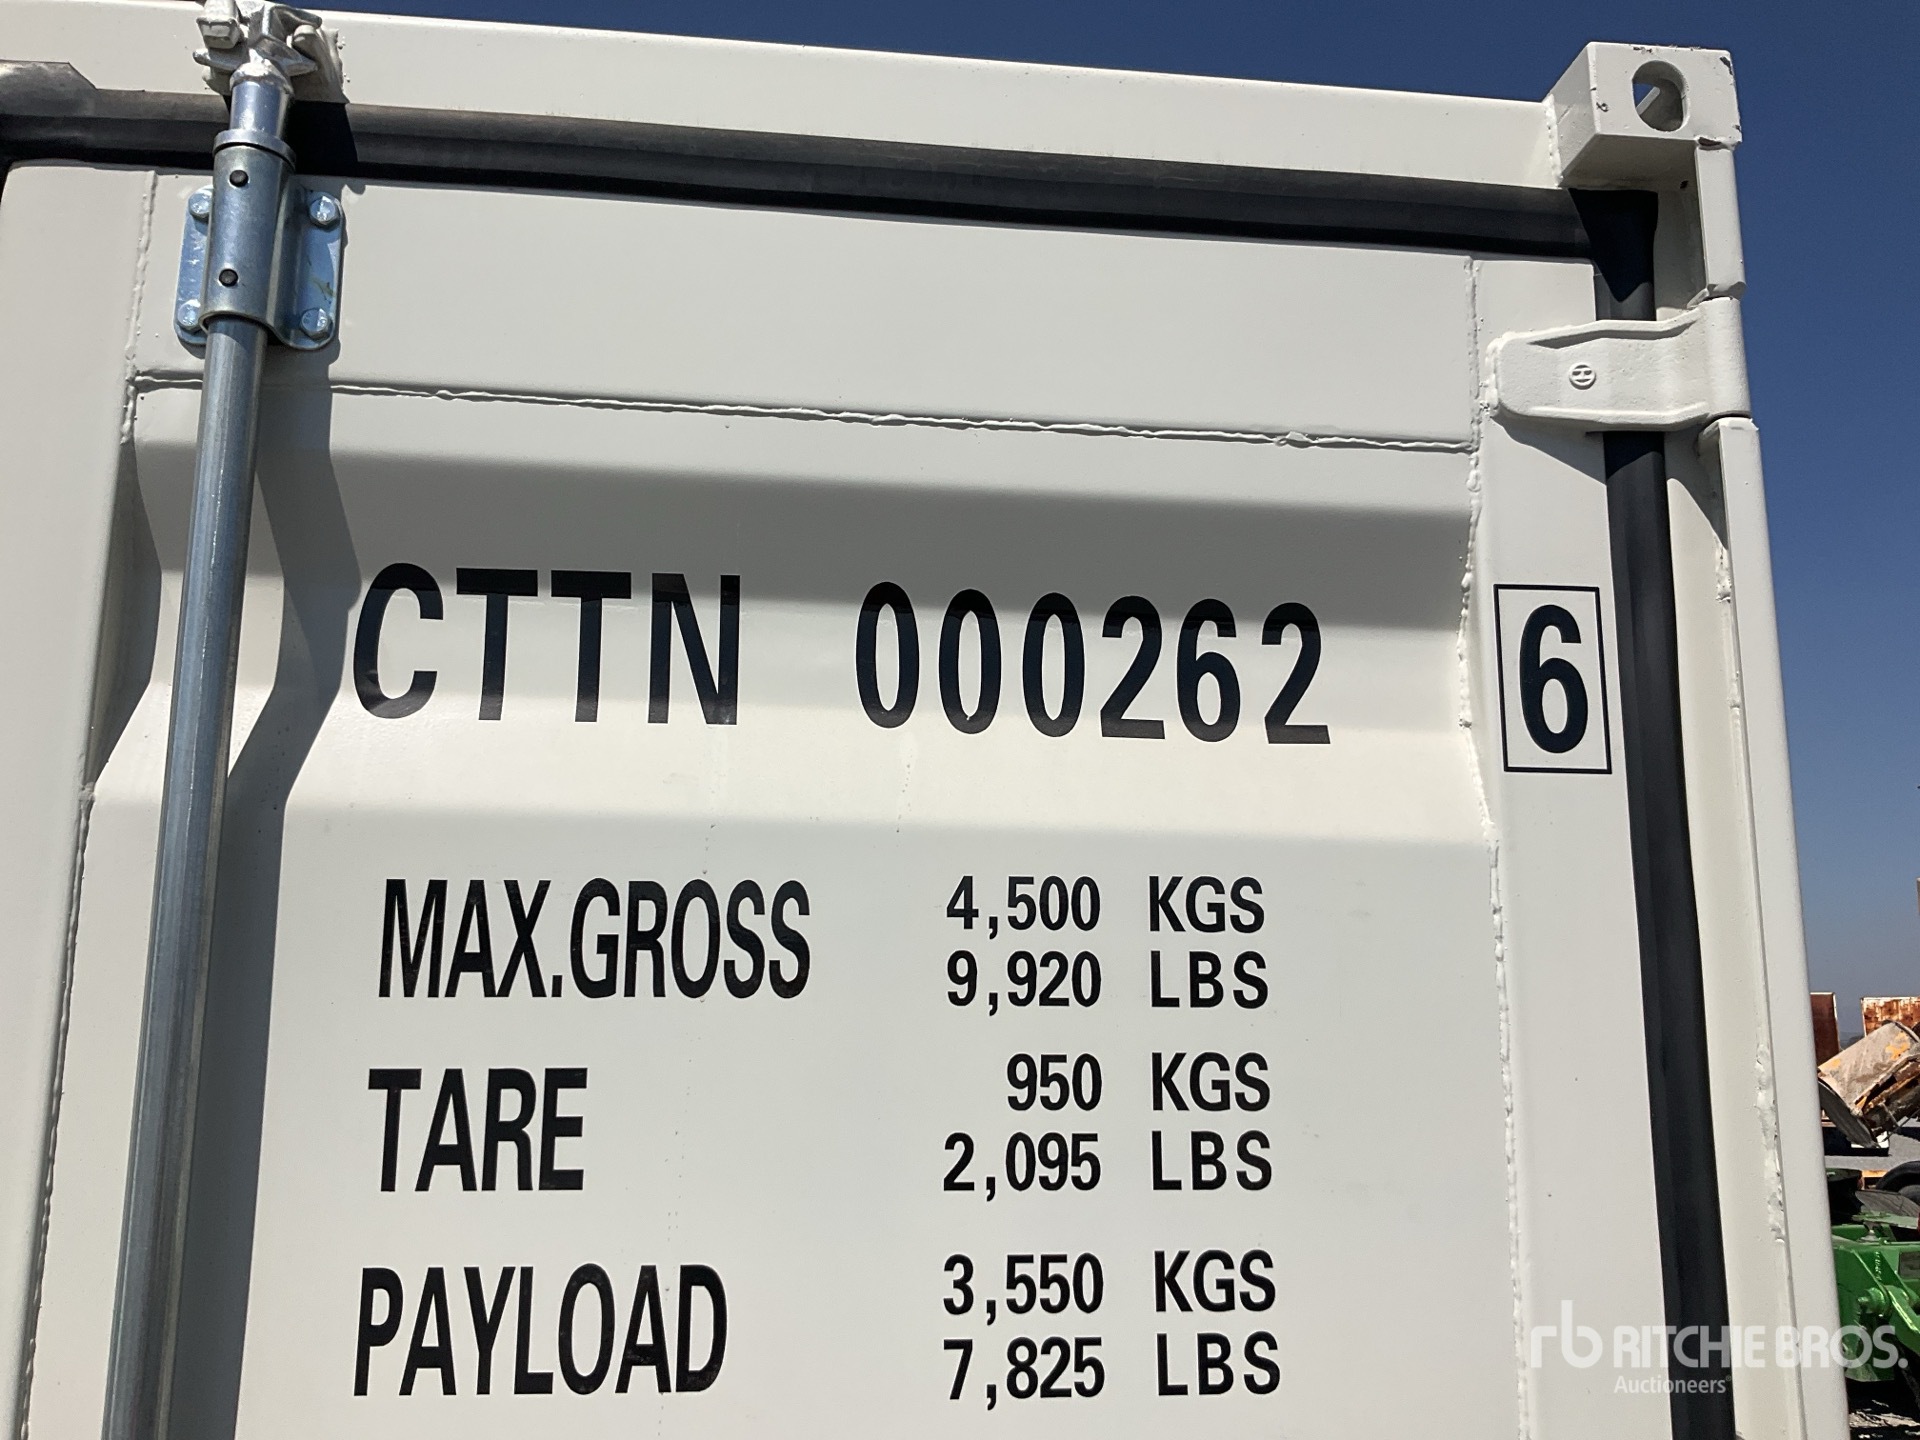 CTTN 000262 6
MAX.GROSS 4,500 KGS
9,920 LBS
TARE 950 KGS
2,095 LBS
PAYLOAD 3,550 KGS
7,825 LBS
rb RITCHIE BROS.
Auctioneers